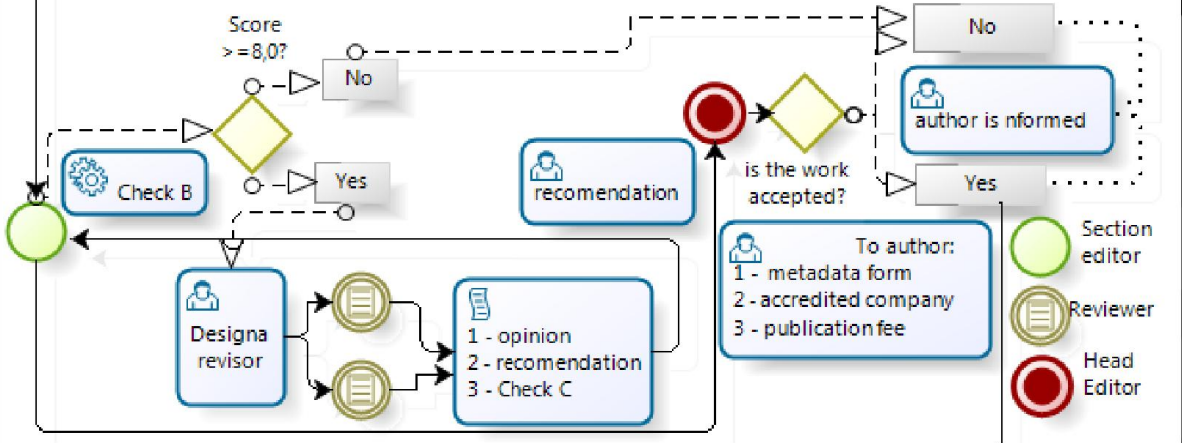 Score
>=8,0?
No
No
author is nformed
Check B
Yes
recomendation
is the work
accepted?
Yes
Section
editor
To author:
1 - metadata form
2 - accredited company
3 - publication fee
Reviewer
Designa
revisor
1 - opinion
2 - recomendation
3 - Check C
Head
Editor